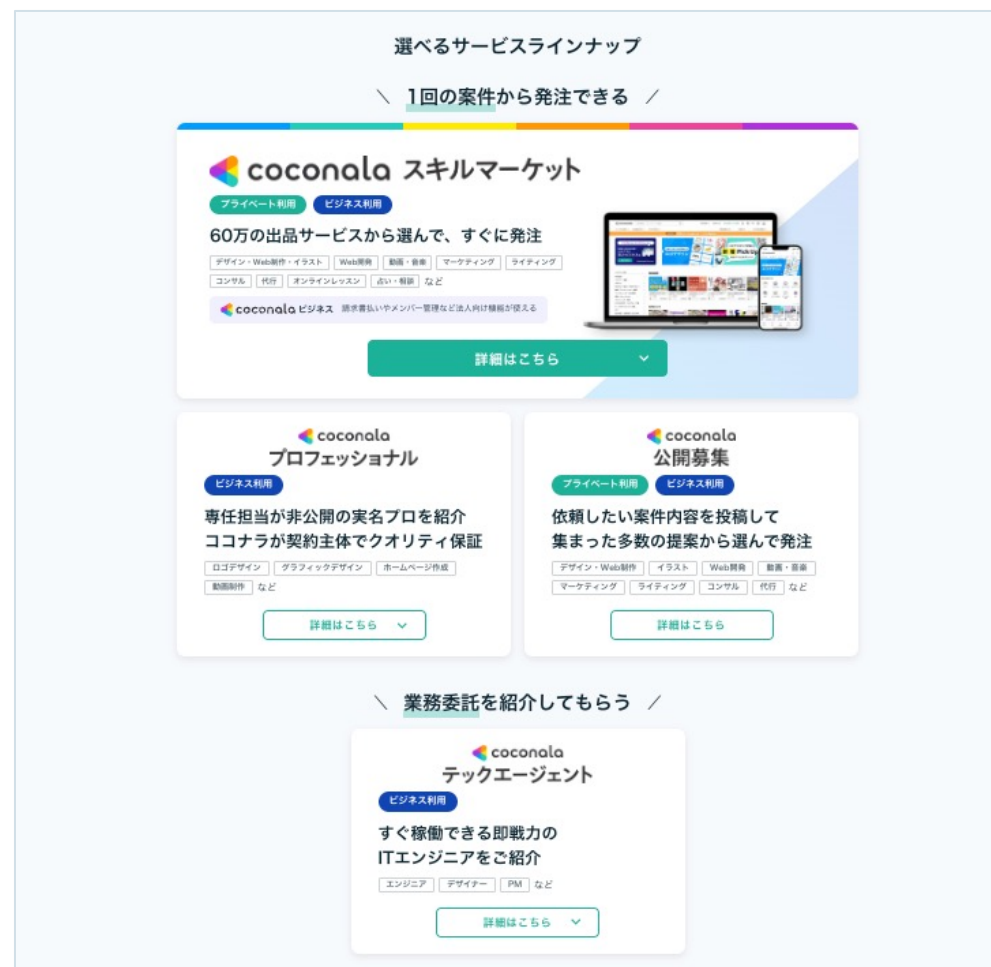 選べるサービスラインナップ
\ 1回の案件から発注できる /
coconala スキルマーケット
プライベート利用 ビジネス利用
60万の出品サービスから選んで、すぐに発注
デザイン・Web制作・イラスト Web開発 動画・音楽 マーケティング ライティング
コンサル 代行 オンラインレッスン 占い・相談 など
coconala ビジネス 請求書払いやメンバー管理など法人向け機能が使える
詳細はこちら
coconala
プロフェッショナル
ビジネス利用
専任担当が非公開の実名プロを紹介
ココナラが契約主体でクオリティ保証
ロゴデザイン グラフィックデザイン ホームページ作成
動画制作 など
詳細はこちら
coconala
公開募集
プライベート利用 ビジネス利用
依頼したい案件内容を投稿して
集まった多数の提案から選んで発注
デザイン・Web制作 イラスト Web開発 動画・音楽
マーケティング ライティング コンサル 代行 など
詳細はこちら
\ 業務委託を紹介してもらう /
coconala
テックエージェント
ビジネス利用
すぐ稼働できる即戦力の
ITエンジニアをご紹介
エンジニア デザイナー PM など
詳細はこちら